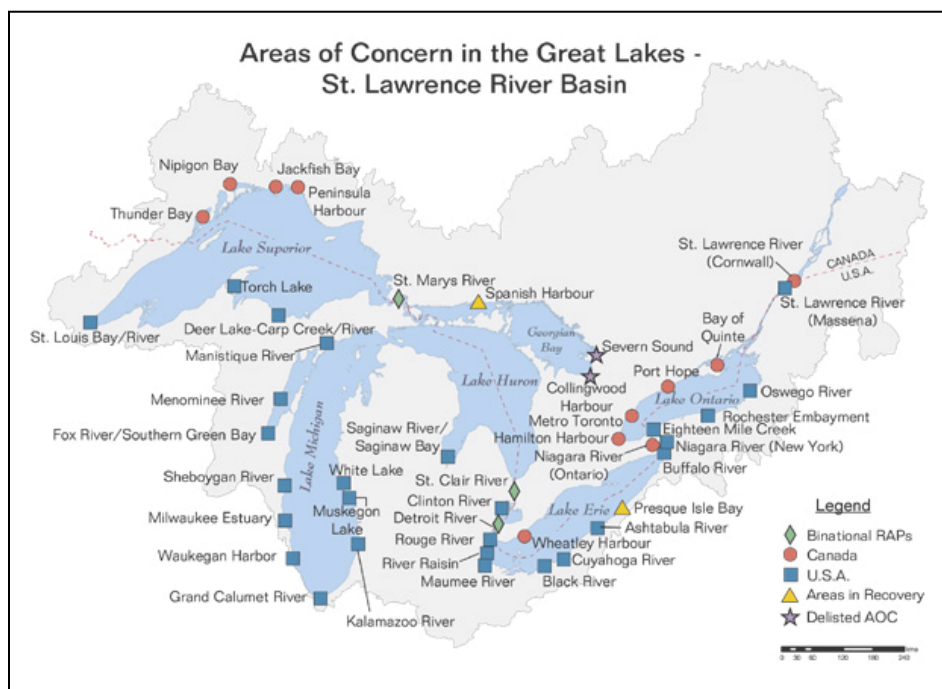 Areas of Concern in the Great Lakes -
St. Lawrence River Basin
Nipigon Bay
Jackfish Bay
Peninsula
Harbour
Thunder Bay
Lake Superior
St. Lawrence River
(Cornwall)
CANADA
U.S.A.
St. Marys River
Spanish Harbour
Torch Lake
St. Lawrence River
(Massena)
St. Louis Bay/River
Deer Lake-Carp Creek/River
Manistique River
Georgian
Bay
Bay of
Quinte
Severn Sound
Port Hope
Lake Huron
Collingwood
Harbour
Menominee River
Lake Ontario
Oswego River
Metro Toronto
Rochester Embayment
Fox River/Southern Green Bay
Saginaw River/
Saginaw Bay
Hamilton Harbour
Eighteen Mile Creek
Niagara River (New York)
Niagara River
(Ontario)
Buffalo River
Lake Michigan
Sheboygan River
White Lake
St. Clair River
Muskegon
Lake
Clinton River
Lake Erie
Presque Isle Bay
Milwaukee Estuary
Detroit River
Ashtabula River
Rouge River
Wheatley Harbour
Waukegan Harbor
River Raisin
Cuyahoga River
Maumee River
Black River
Grand Calumet River
Kalamazoo River
Legend
Binational RAPs
Canada
U.S.A.
Areas in Recovery
Delisted AOC